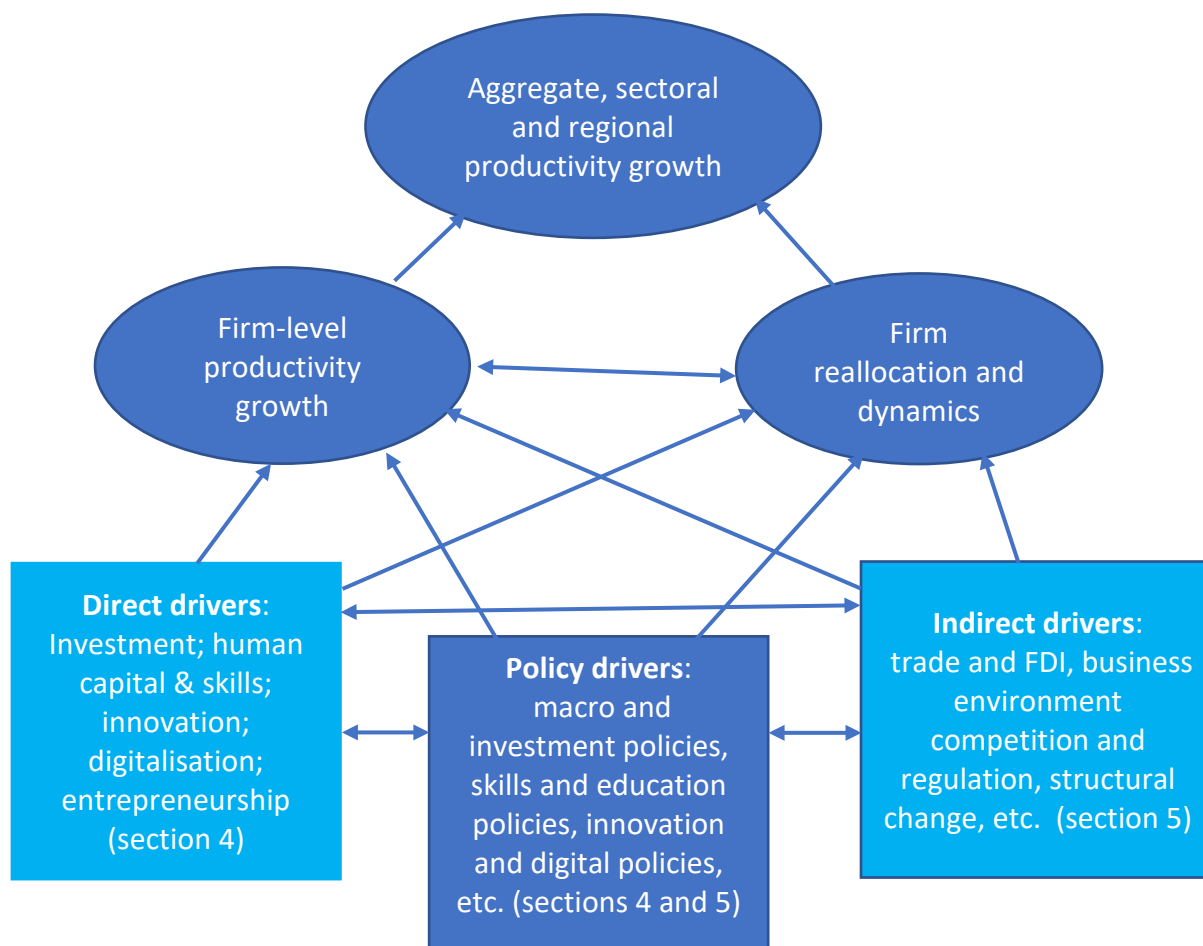 Aggregate, sectoral
and regional
productivity growth
Firm-level
productivity
growth
Firm
reallocation and
dynamics
Direct drivers:
Investment; human
capital & skills;
innovation;
digitalisation;
entrepreneurship
(section 4)
Policy drivers:
macro and
investment policies,
skills and education
policies, innovation
and digital policies,
etc. (sections 4 and 5)
Indirect drivers:
trade and FDI, business
environment
competition and
regulation, structural
change, etc.  (section 5)